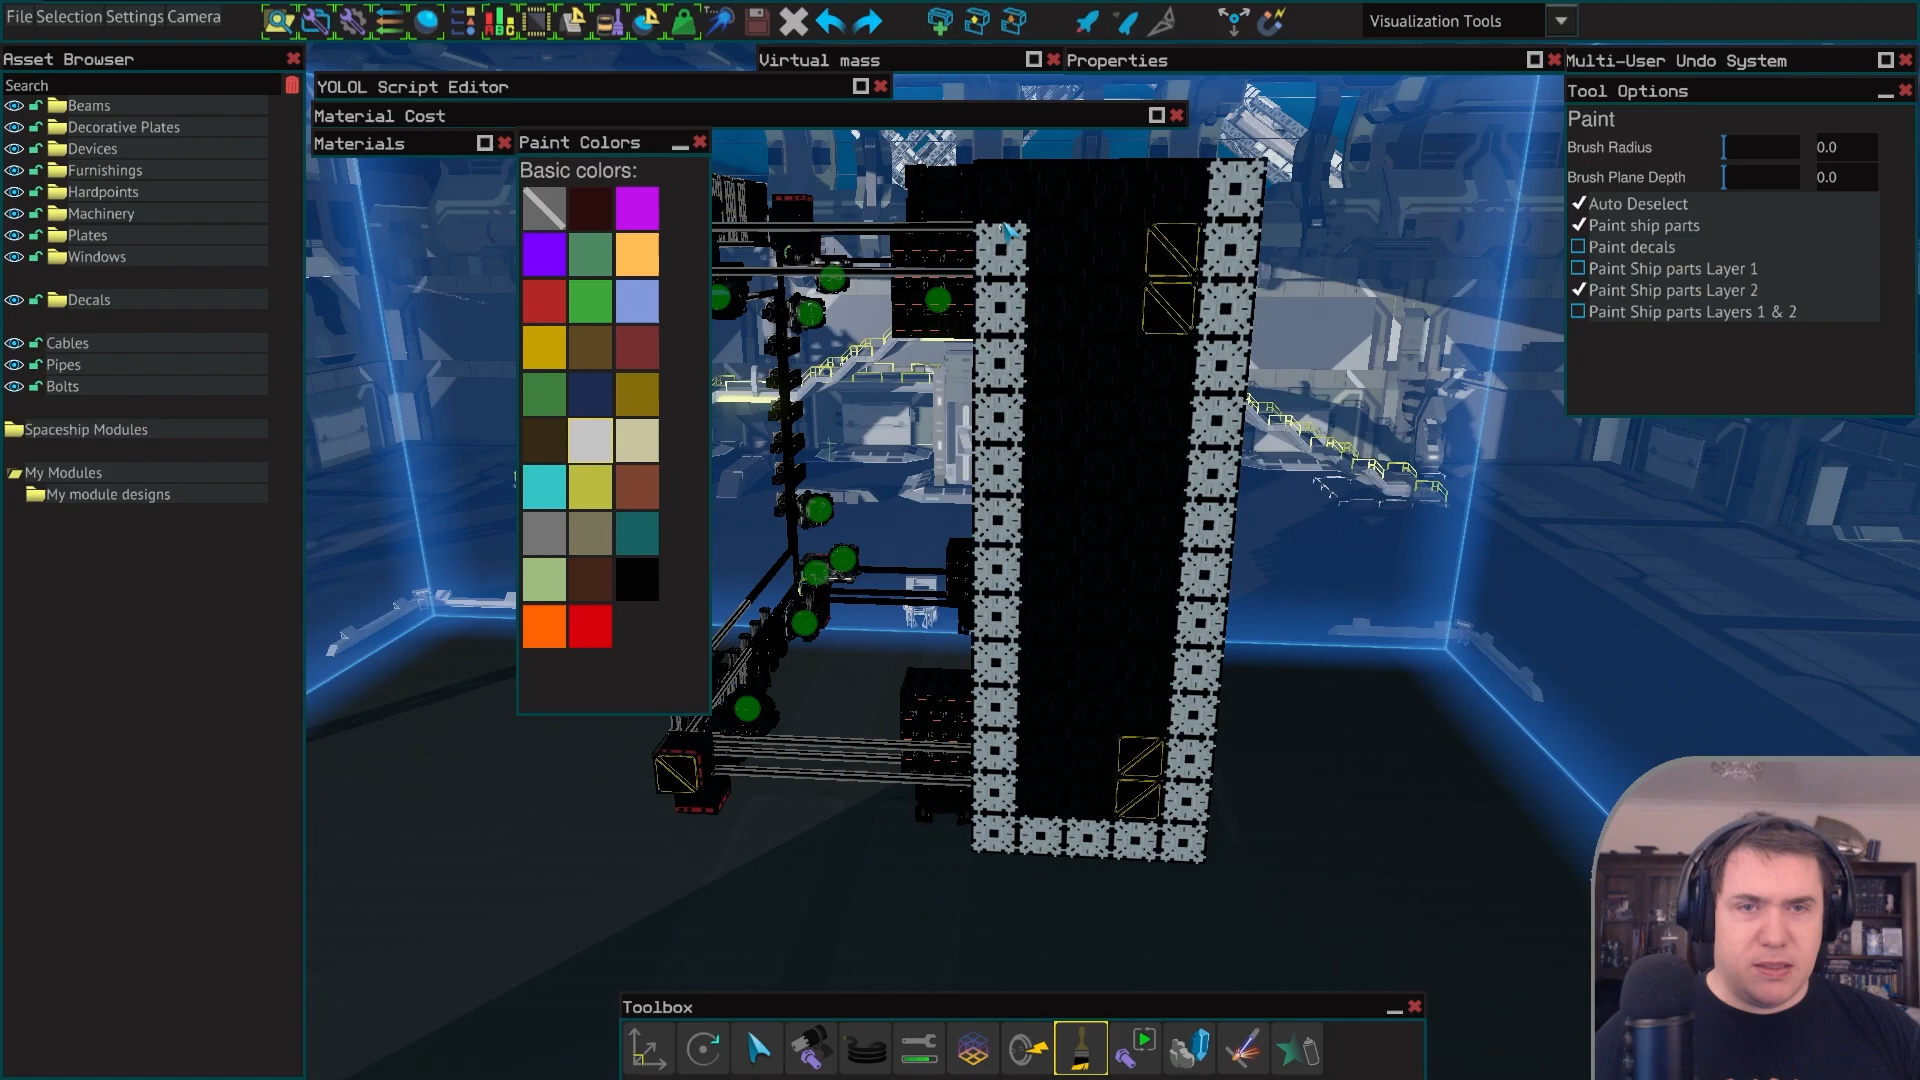 File Selection Settings Camera
Visualization Tools
Asset Browser
Search
Beams
Decorative Plates
Devices
Furnishings
Hardpoints
Machinery
Plates
Windows
Decals
Cables
Pipes
Bolts
Spaceship Modules
My Modules
My module designs
Virtual mass
Properties
Multi-User Undo System
YOLOL Script Editor
Material Cost
Materials
Paint Colors
Basic colors:
Tool Options
Paint
Brush Radius 0.0
Brush Plane Depth 0.0
Auto Deselect
Paint ship parts
Paint decals
Paint Ship parts Layer 1
Paint Ship parts Layer 2
Paint Ship parts Layers 1 & 2
Toolbox